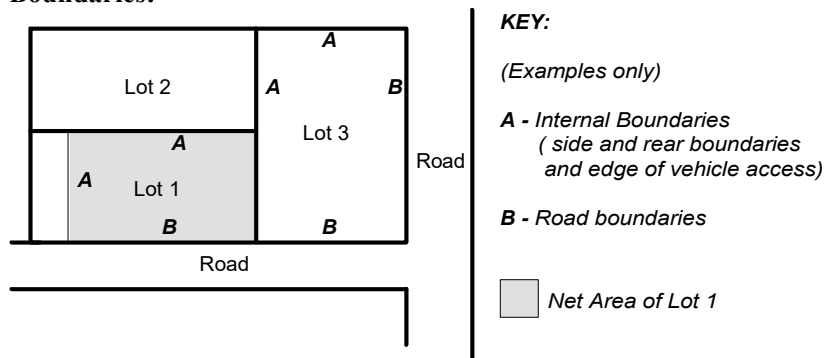 Boundaries:
A
Lot 2
A
B
Lot 3
A
A
Lot 1
B
B
Road
Road
KEY:
(Examples only)
A - Internal Boundaries
( side and rear boundaries
and edge of vehicle access)
B - Road boundaries
Net Area of Lot 1